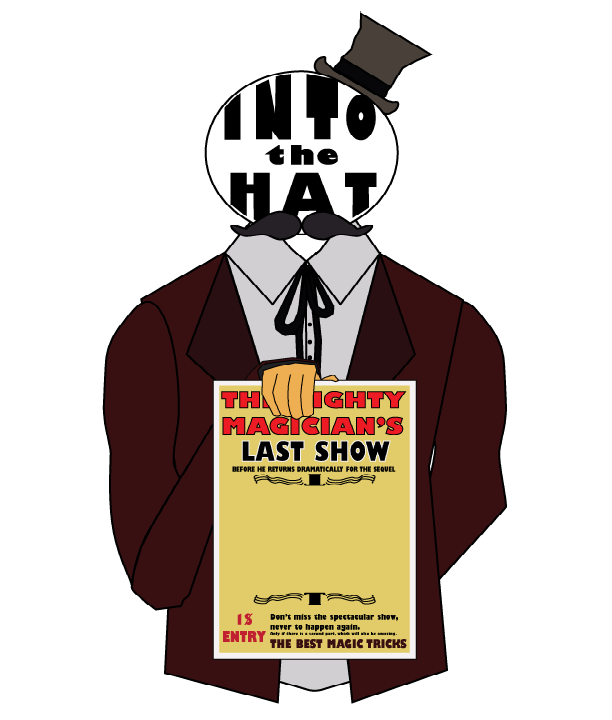 INTO
the
HAT
THE MIGHTY
MAGICIAN'S
LAST SHOW
BEFORE HE RETURNS DRAMATICALLY FOR THE SEQUEL
1$
ENTRY
Don't miss the spectacular show,
never to happen again.
Only if there is a second part, which will also be amazing.
THE BEST MAGIC TRICKS